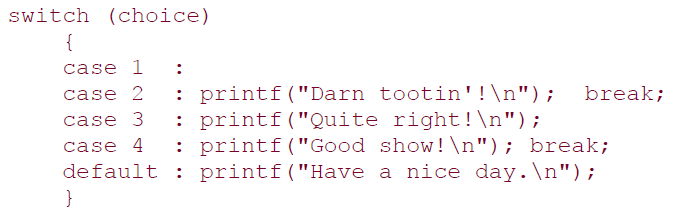 switch (choice)
{
case 1 :
case 2 : printf("Darn tootin'!\n"); break;
case 3 : printf("Quite right!\n");
case 4 : printf("Good show!\n"); break;
default : printf("Have a nice day.\n");
}